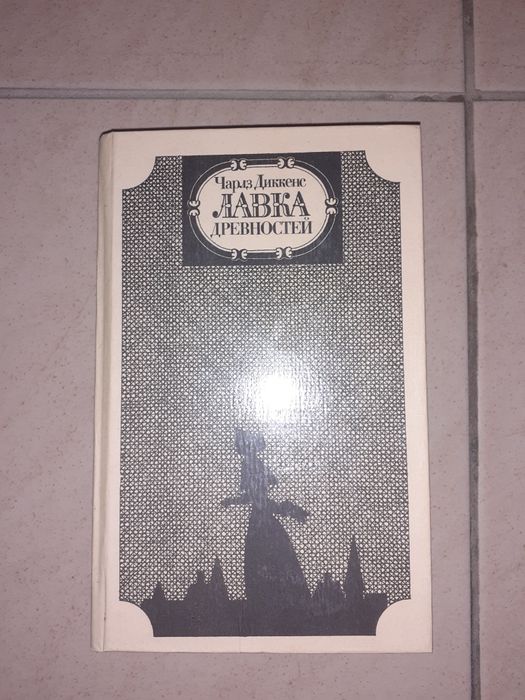 Чарлз Диккенс
ЛАВКА
ДРЕВНОСТЕЙ